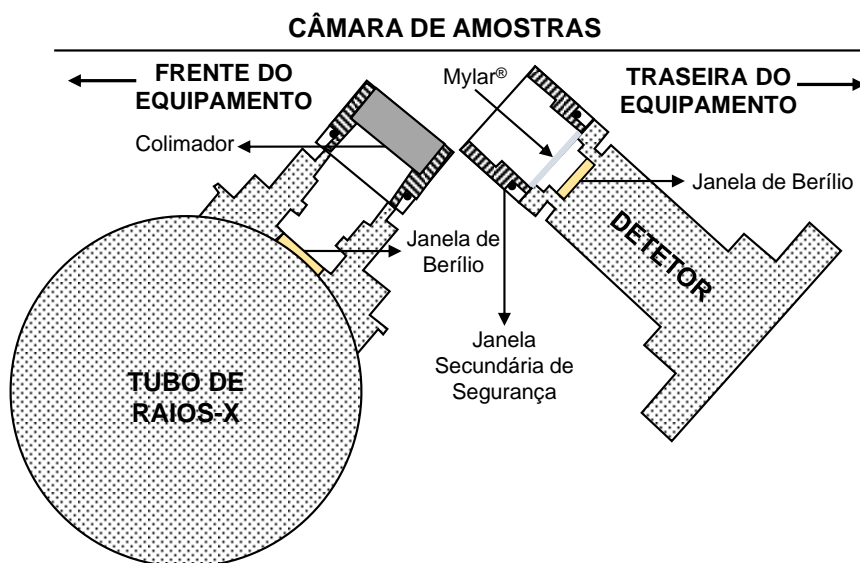 CÂMARA DE AMOSTRAS
FRENTE DO
EQUIPAMENTO
Mylar®
TRASEIRA DO
EQUIPAMENTO
Colimador
Janela de Berílio
Janela de
Berílio
DETETOR
Janela
Secundária de
Segurança
TUBO DE
RAIOS-X